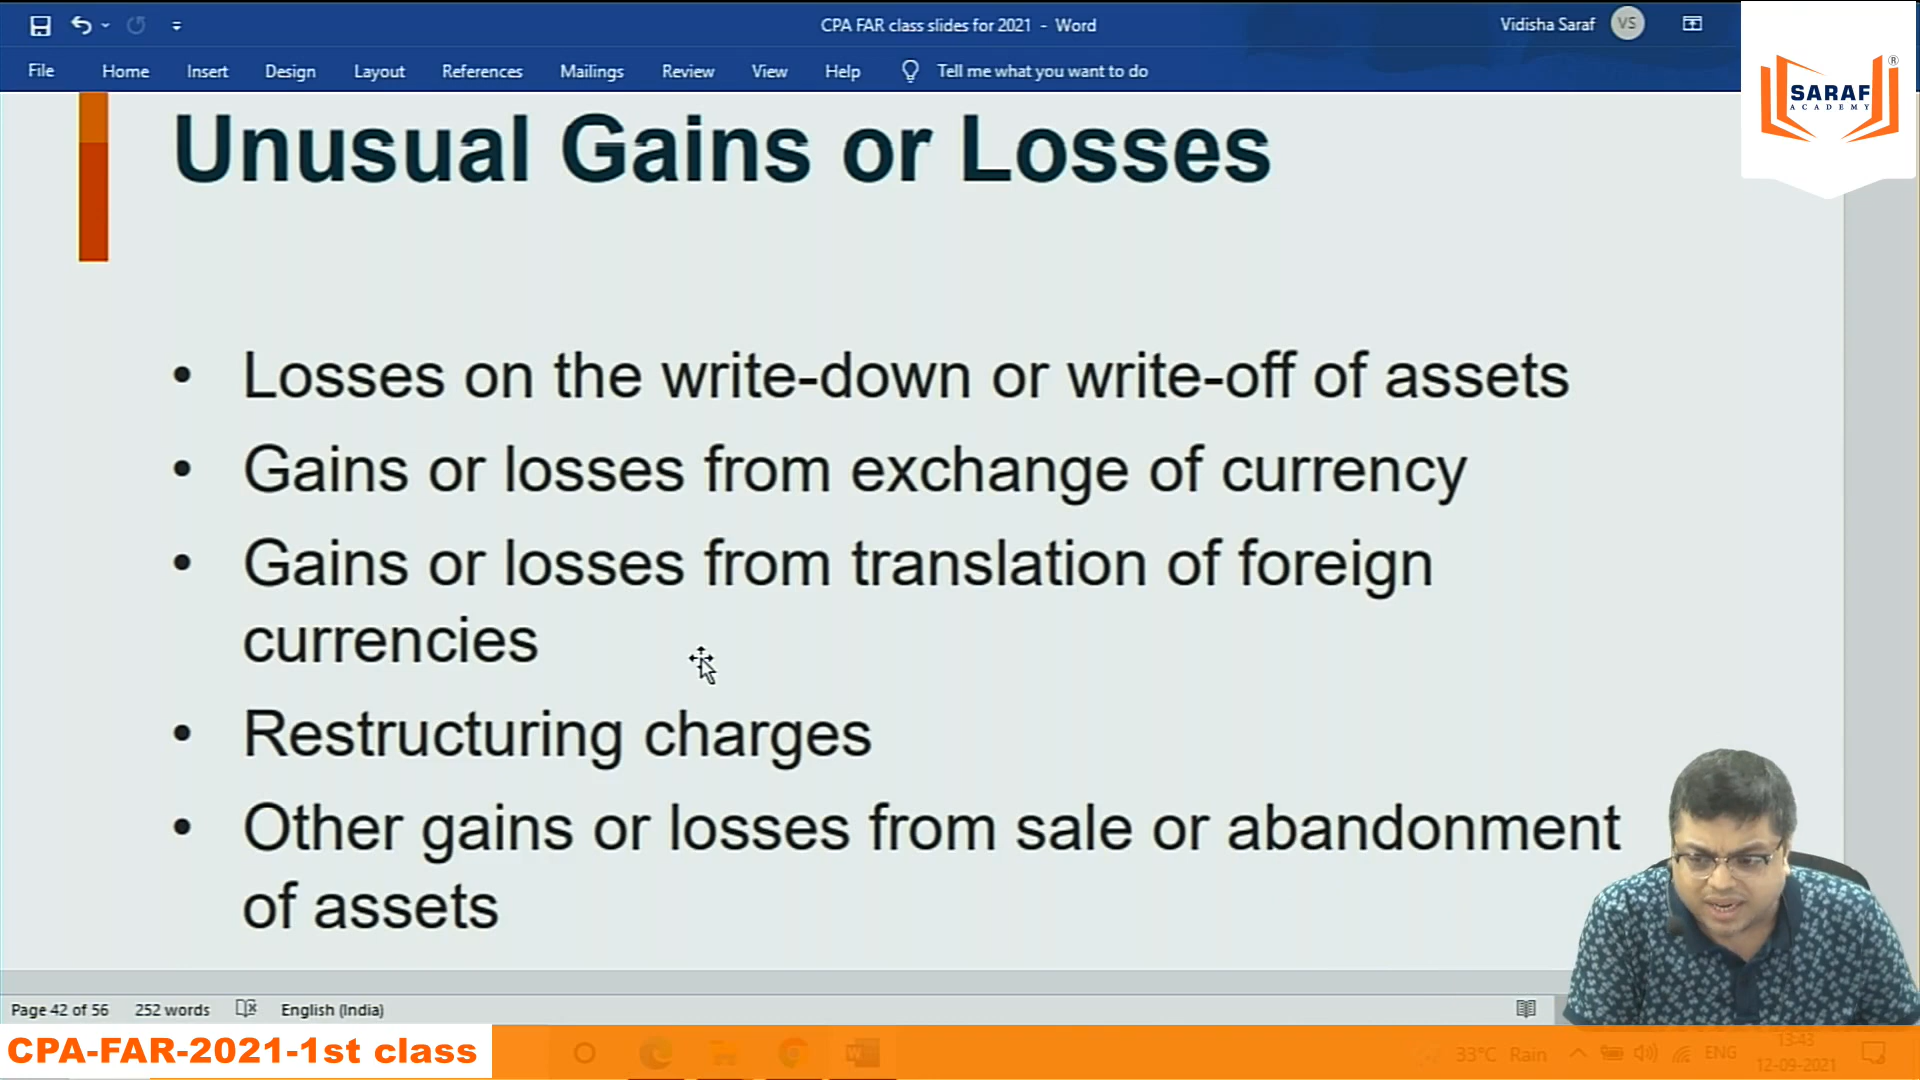 CPA FAR class slides for 2021 - Word
Vidisha Saraf
VS
File Home Insert Design Layout References Mailings Review View Help Tell me what you want to do
SARAF
ACADEMY
®
Unusual Gains or Losses
• Losses on the write-down or write-off of assets
• Gains or losses from exchange of currency
• Gains or losses from translation of foreign
currencies
• Restructuring charges
• Other gains or losses from sale or abandonment
of assets
Page 42 of 56 252 words English (India)
CPA-FAR-2021-1st class
33°C Rain ENG
13:43
12-09-2021